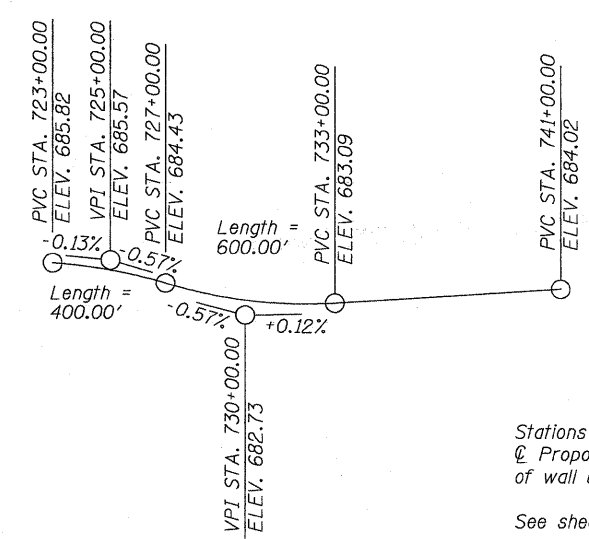 PVC STA. 723+00.00
ELEV. 685.82
VPI STA. 725+00.00
ELEV. 685.57
PVC STA. 727+00.00
ELEV. 684.43
PVC STA. 733+00.00
ELEV. 683.09
PVC STA. 741+00.00
ELEV. 684.02
Length =
600.00'
-0.13%
-0.57%
Length =
400.00'
-0.57%
+0.12%
VPI STA. 730+00.00
ELEV. 682.73
Stations
℄ Propo
of wall
See shee